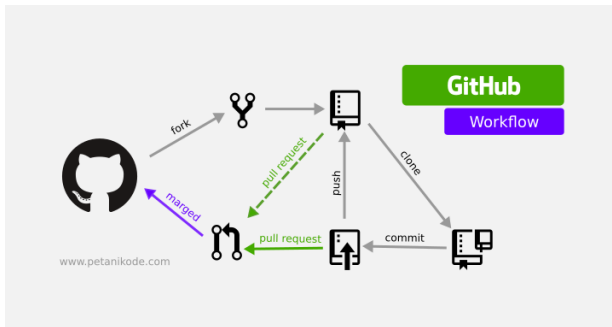 GitHub
Workflow
fork
pull request
clone
push
marged
pull request
commit
www.petanikode.com